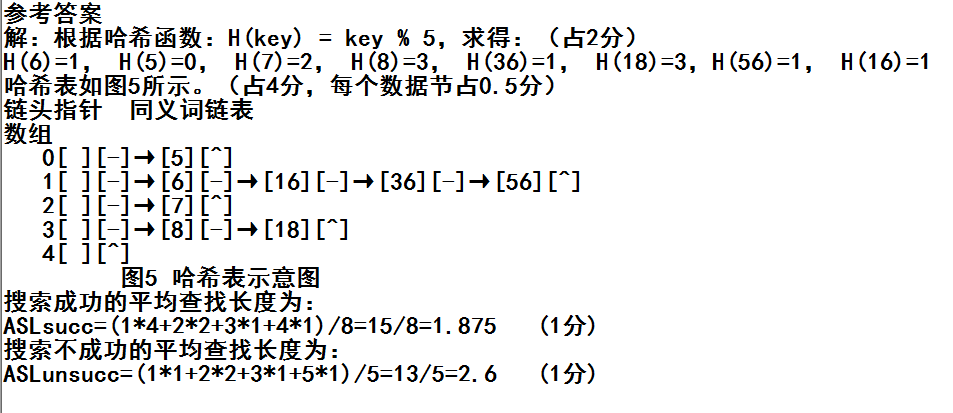 参考答案
解：根据哈希函数：H(key) = key % 5，求得：（占2分）
H(6)=1， H(5)=0， H(7)=2， H(8)=3， H(36)=1， H(18)=3，H(56)=1， H(16)=1
哈希表如图5所示。（占4分，每个数据节占0.5分）
链头指针 同义词链表
数组
0[ ][-]→[5][^]
1[ ][-]→[6][-]→[16][-]→[36][-]→[56][^]
2[ ][-]→[7][^]
3[ ][-]→[8][-]→[18][^]
4[ ][^]
图5 哈希表示意图
搜索成功的平均查找长度为：
ASLsucc=(1*4+2*2+3*1+4*1)/8=15/8=1.875 (1分)
搜索不成功的平均查找长度为：
ASLunsucc=(1*1+2*2+3*1+5*1)/5=13/5=2.6 (1分)